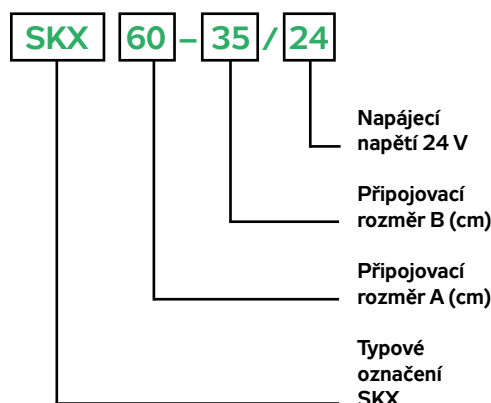 SKX 60 – 35 / 24
Napájecí
napětí 24 V
Připojovací
rozměr B (cm)
Připojovací
rozměr A (cm)
Typové
označení
SKX